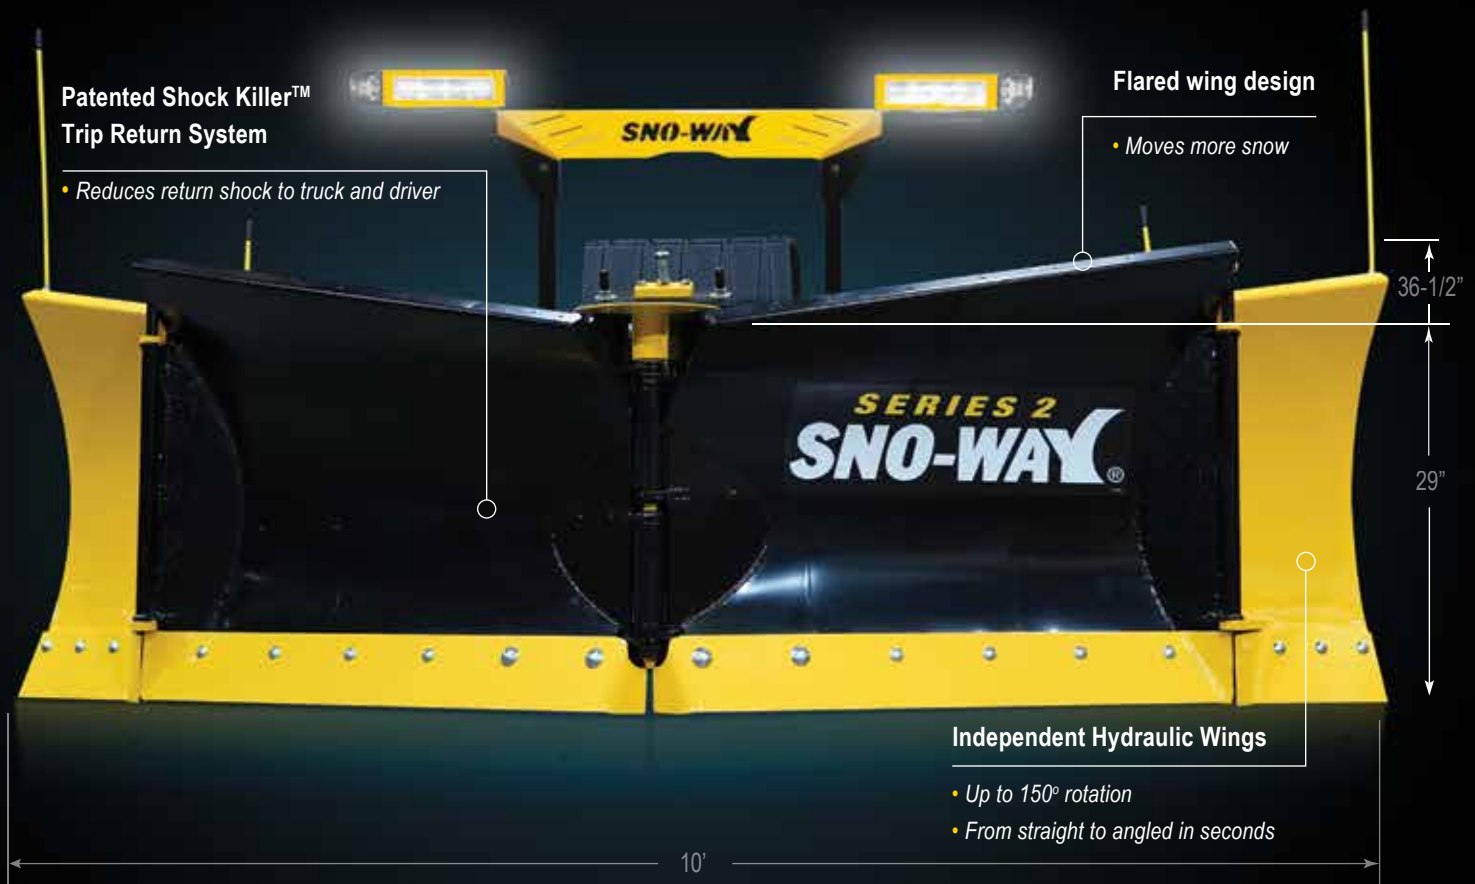 Patented Shock Killer™
Trip Return System
• Reduces return shock to truck and driver
SNO-WAY
Flared wing design
• Moves more snow
36-1/2”
SERIES 2
SNO-WAY®
29”
Independent Hydraulic Wings
• Up to 150º rotation
• From straight to angled in seconds
10’